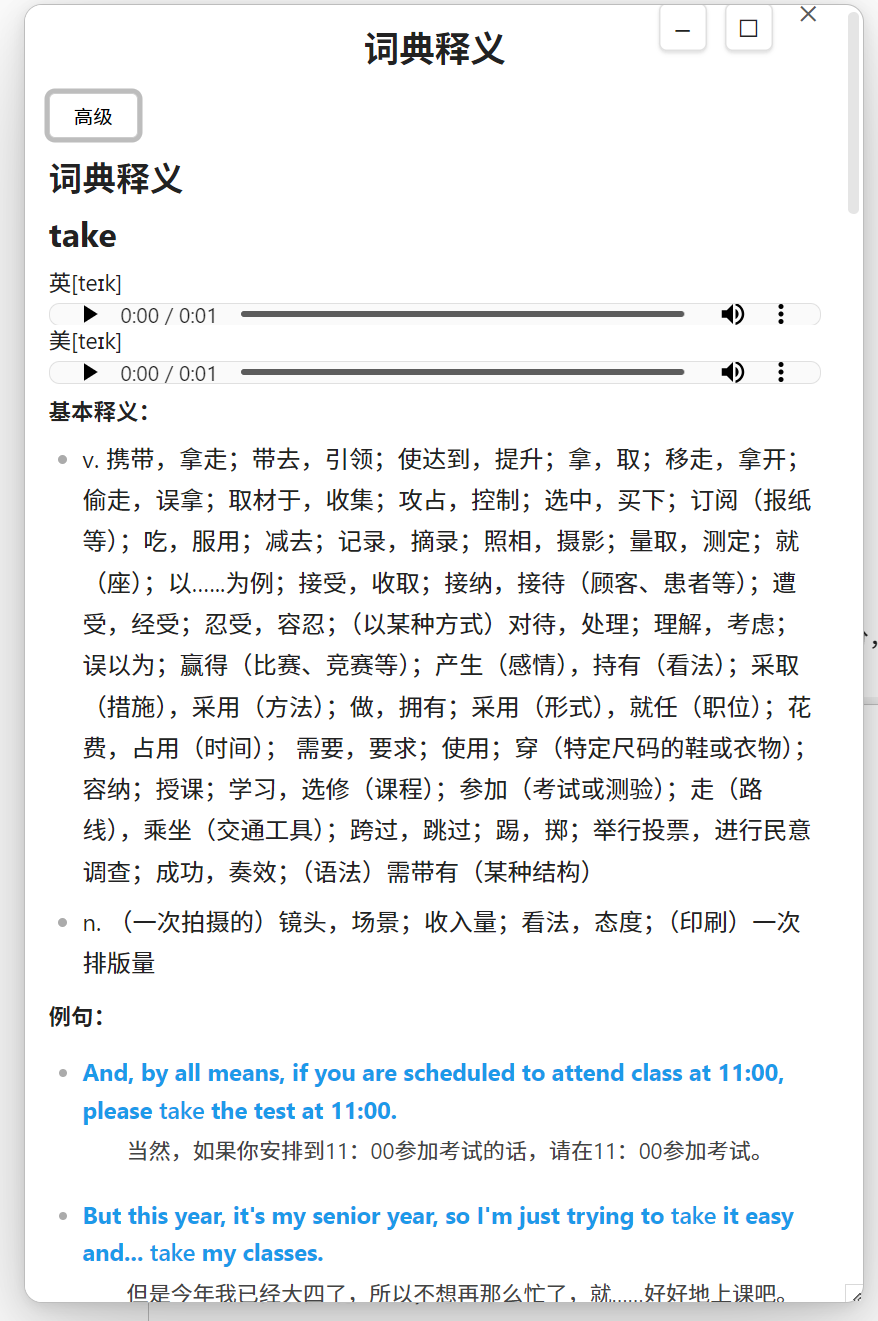 词典释义
高级
词典释义
take
英[teɪk]
0:00 / 0:01
美[teɪk]
0:00 / 0:01
基本释义：
v. 携带，拿走；带去，引领；使达到，提升；拿，取；移走，拿开；
偷走，误拿；取材于，收集；攻占，控制；选中，买下；订阅（报纸
等）；吃，服用；减去；记录，摘录；照相，摄影；量取，测定；就
（座）；以……为例；接受，收取；接纳，接待（顾客、患者等）；遭
受，经受；忍受，容忍；（以某种方式）对待，处理；理解，考虑；
误以为；赢得（比赛、竞赛等）；产生（感情），持有（看法）；采取
（措施），采用（方法）；做，拥有；采用（形式），就任（职位）；花
费，占用（时间）； 需要，要求；使用；穿（特定尺码的鞋或衣物）；
容纳；授课；学习，选修（课程）；参加（考试或测验）；走（路
线），乘坐（交通工具）；跨过，跳过；踢，掷；举行投票，进行民意
调查；成功，奏效；（语法）需带有（某种结构）
n. （一次拍摄的）镜头，场景；收入量；看法，态度；（印刷）一次
排版量
例句：
And, by all means, if you are scheduled to attend class at 11:00,
please take the test at 11:00.
当然，如果你安排到11：00参加考试的话，请在11：00参加考试。
But this year, it's my senior year, so I'm just trying to take it easy
and... take my classes.
但是今年我已经大四了，所以不想再那么忙了，就……好好地上课吧。